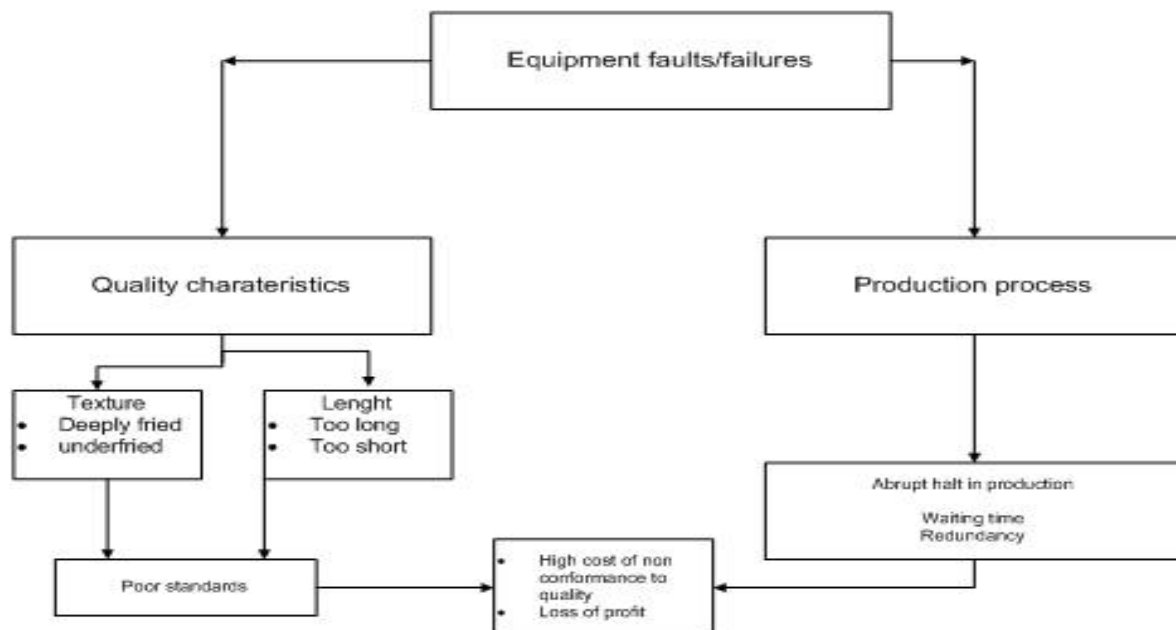 Equipment faults/failures
Quality charateristics
Production process
Texture
• Deeply fried
• underfried
Lenght
• Too long
• Too short
Abrupt halt in production
Waiting time
Redundancy
Poor standards
• High cost of non
conformance to
quality
• Loss of profit